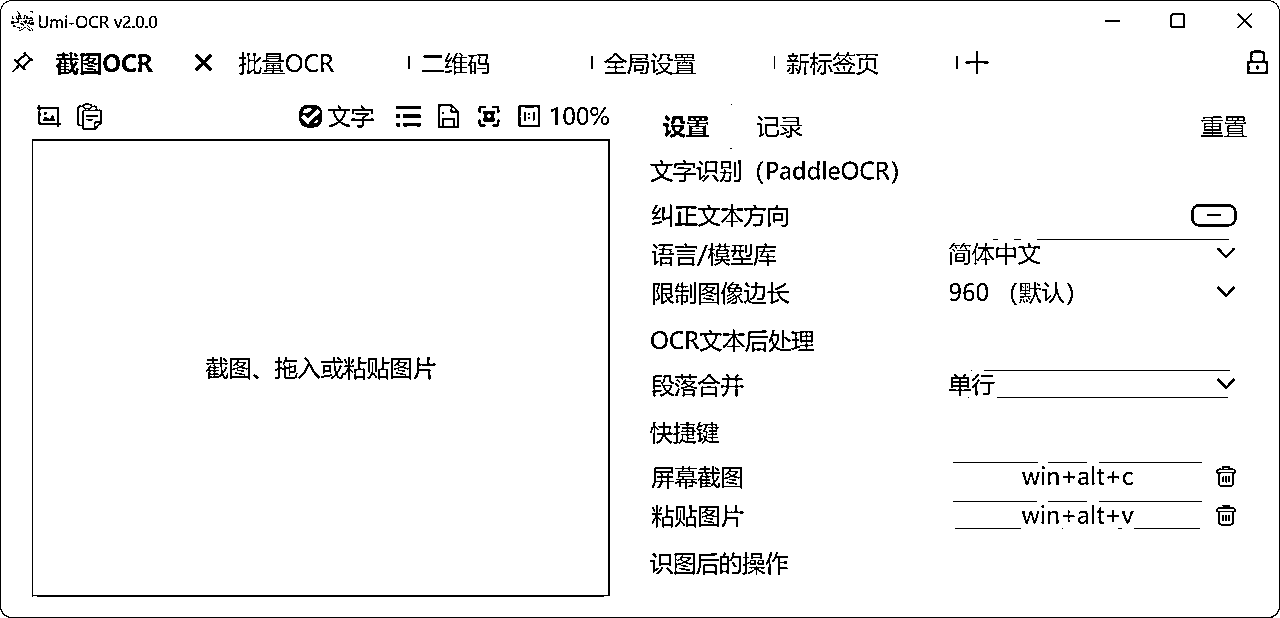 Umi-OCR v2.0.0
截图OCR 批量OCR 二维码 全局设置 新标签页
文字 100%
截图、拖入或粘贴图片
设置 记录 重置
文字识别（PaddleOCR）
纠正文本方向
语言/模型库 简体中文
限制图像边长 960 （默认）
OCR文本后处理
段落合并 单行
快捷键
屏幕截图 win+alt+c
粘贴图片 win+alt+v
识图后的操作